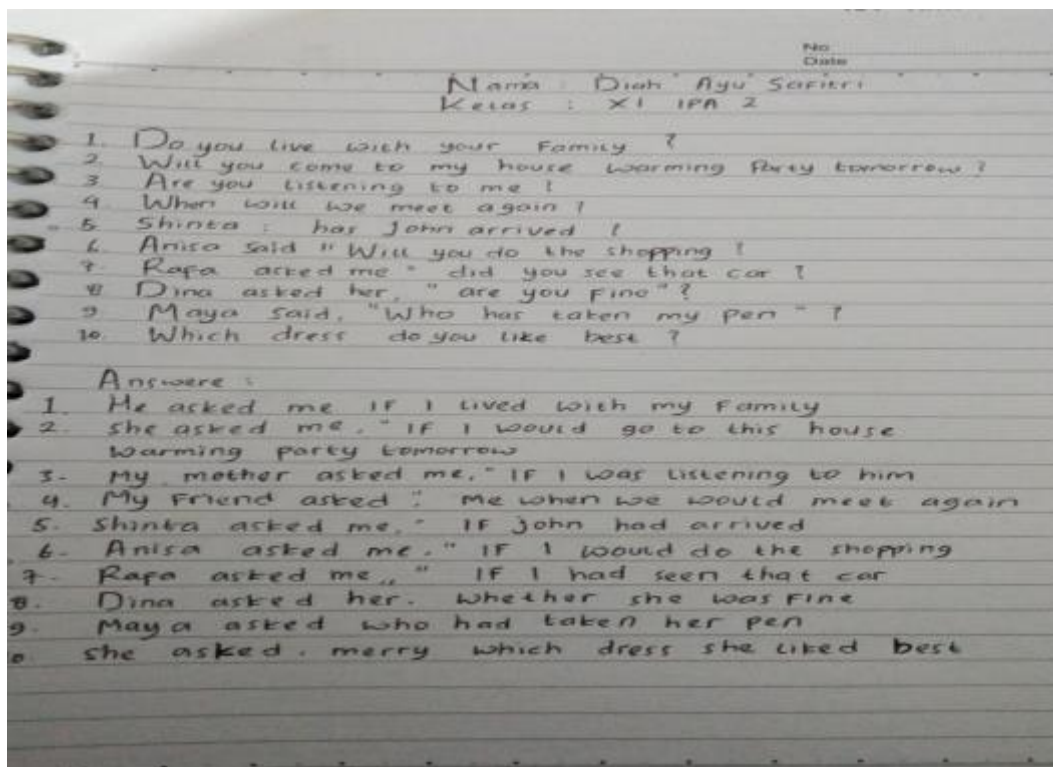 No
Date
Nama : Diah Ayu Safitri
Kelas : XI IPA 2
1. Do you live with your Family ?
2. Will you come to my house warming Party tomorrow ?
3 Are you listening to me ?
4 When will we meet again ?
5 Shinta : has John arrived ?
6 Anisa said "Will you do the shopping ?
7 Rafa asked me " did you see that car ?
8 Dina asked her, "are you Fine"?
9 Maya said, "Who has taken my pen" ?
10. Which dress do you like best ?
Answere :
1. He asked me IF I lived with my Family
2. She asked me, "IF I would go to this house
warming party tomorrow
3- My mother asked me, "IF I was listening to him
4. My Friend asked " Me when we would meet again
5. Shinta asked me, " IF John had arrived
6- Anisa asked me, " IF I would do the shopping
7- Rafa asked me,, " IF I had seen that car
8. Dina asked her. whether she was Fine
9. Maya asked who had taken her pen
0 she asked. merry which dress she liked best